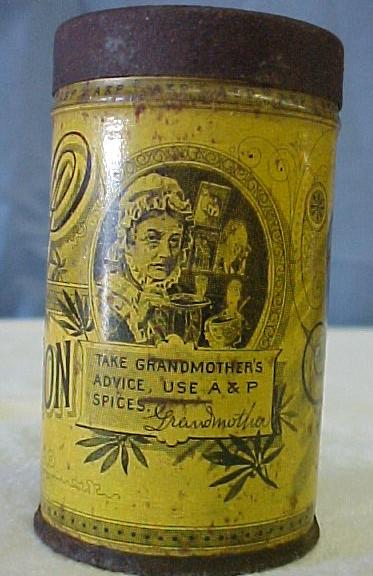 A & P
ON
TAKE GRANDMOTHER'S
ADVICE, USE A & P
SPICES.
Grandmother